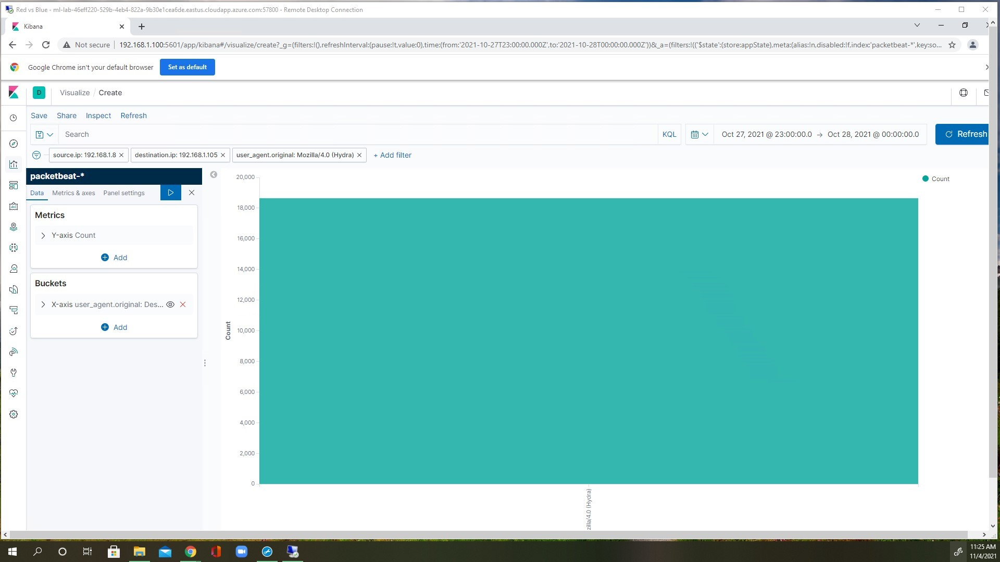 Red vs Blue - ml-lab-46eff220-529b-4eb4-822a-9b30e1cea6de.eastus.cloudapp.azure.com:57800 - Remote Desktop Connection
Kibana
Not secure
192.168.1.100:5601/app/kibana#/visualize/create?_g=(filters:!(),refreshInterval:(pause:!t,value:0),time:(from:'2021-10-27T23:00:00.000Z',to:'2021-10-28T00:00:00.000Z'))&_a=(filters:!(('$state':(store:appState),meta:(alias:!n,disabled:!f,index:'packetbeat-*',key:so...
Google Chrome isn't your default browser
Set as default
D
Visualize / Create
Save
Share
Inspect
Refresh
Search
KQL
Oct 27, 2021 @ 23:00:00.0 → Oct 28, 2021 @ 00:00:00.0
Refresh
source.ip: 192.168.1.8
destination.ip: 192.168.1.105
user_agent.original: Mozilla/4.0 (Hydra)
+ Add filter
packetbeat-*
Data
Metrics & axes
Panel settings
Metrics
Y-axis Count
Add
Buckets
X-axis user_agent.original: Des...
Add
Count
20,000
18,000
16,000
14,000
12,000
10,000
8,000
6,000
4,000
2,000
0
Count
zilla/4.0 (Hydra)
11:25 AM
11/4/2021